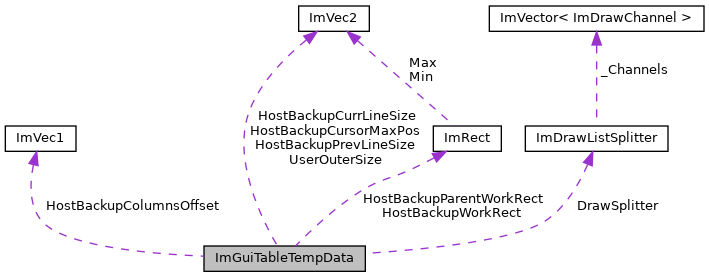 ImVec2
ImVector< ImDrawChannel >
Max
Min
_Channels
HostBackupCurrLineSize
HostBackupCursorMaxPos
HostBackupPrevLineSize
UserOuterSize
ImVec1
ImRect
ImDrawListSplitter
HostBackupColumnsOffset
HostBackupParentWorkRect
HostBackupWorkRect
DrawSplitter
ImGuiTableTempData